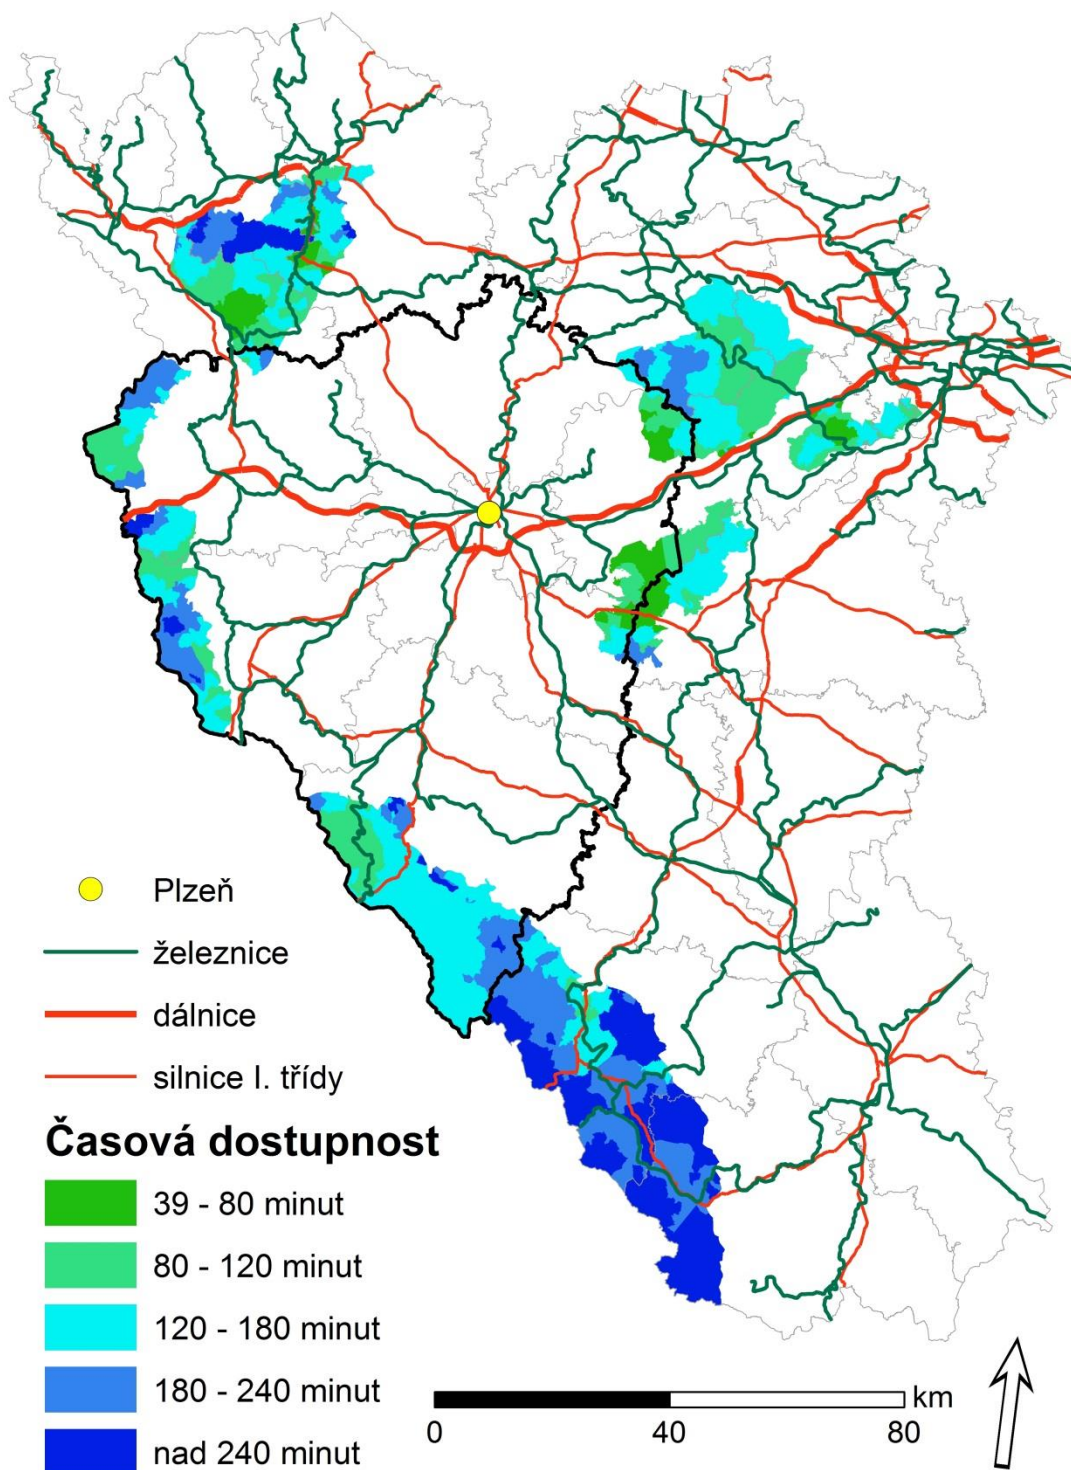 Plzeň
železnice
dálnice
silnice I. třídy
Časová dostupnost
39 - 80 minut
80 - 120 minut
120 - 180 minut
180 - 240 minut
nad 240 minut
km
0 40 80